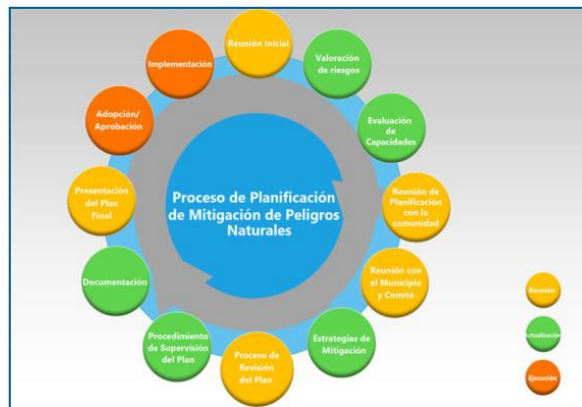 Reunión Inicial
Valoración
de riesgos
Evaluación
de
Capacidades
Reunión de
Planificación
con la
comunidad
Reunión con
el Municipio
y Comité
Estrategias de
Mitigación
Proceso de
Revisión
del Plan
Procedimiento
de Supervisión
del Plan
Documentación
Presentación
del Plan
Final
Adopción/
Aprobación
Implementación
Proceso de Planificación
de Mitigación de Peligros
Naturales
Reunión
Actualización
Ejecución